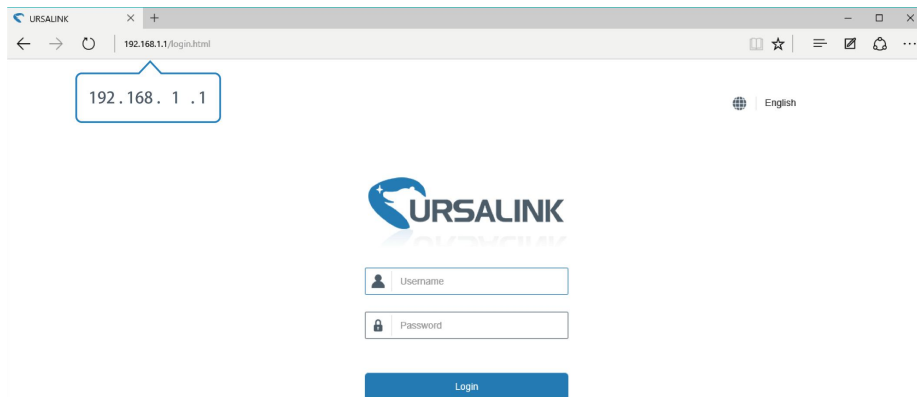 URSALINK
192.168.1.1/login.html
192.168. 1 .1
English
URSALINK
Username
Password
Login